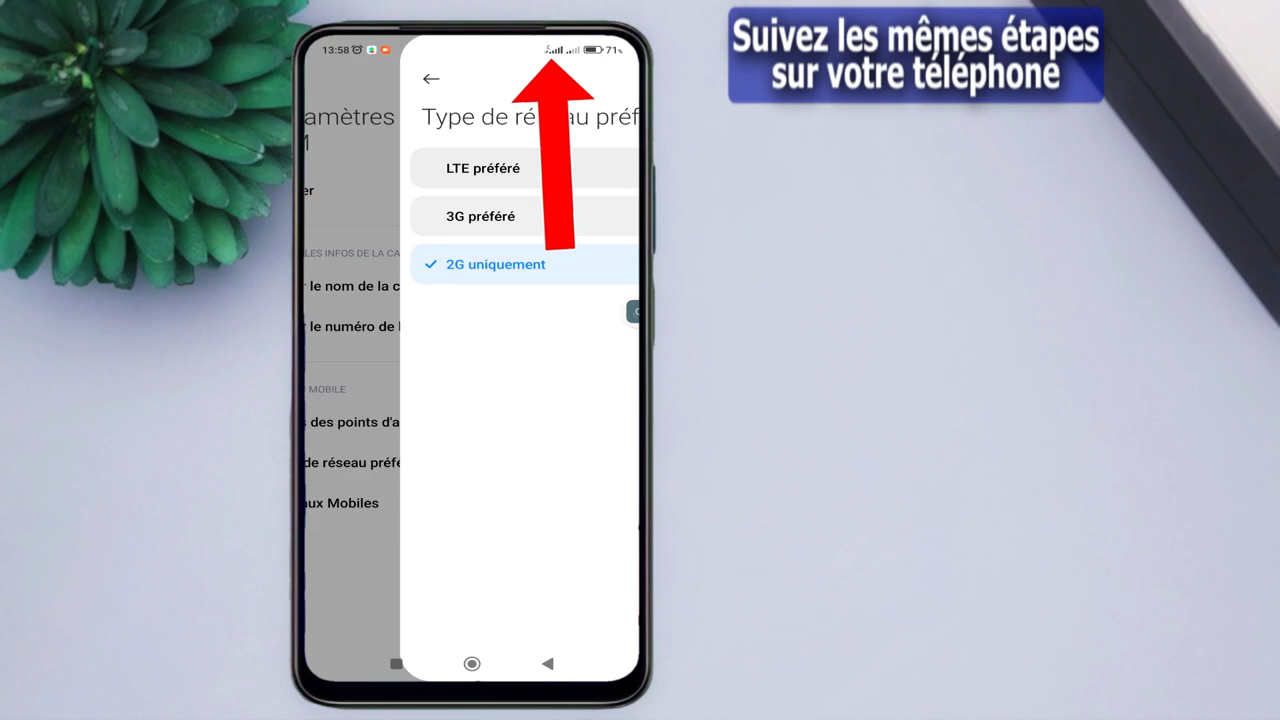 Suivez les mêmes étapes
sur votre téléphone
13:58
71%
amètres
Type de ré au préf
LTE préféré
er
3G préféré
LES INFOS DE LA CA
2G uniquement
le nom de la c
le numéro de l
MOBILE
des points d'a
de réseau préfé
ux Mobiles